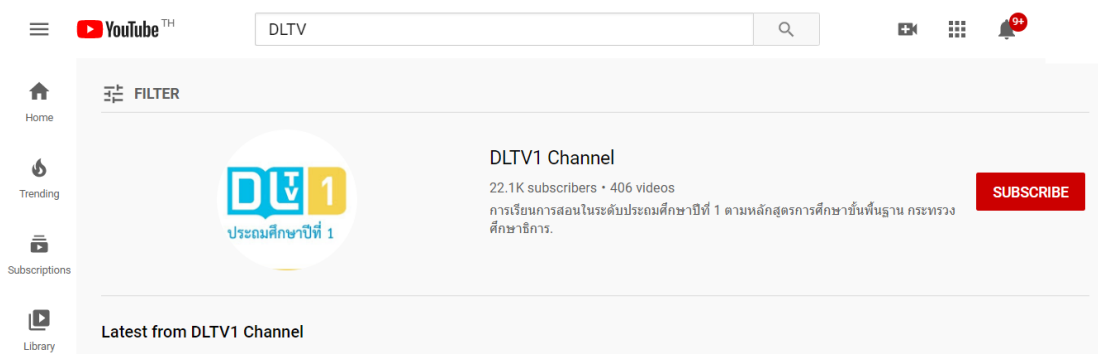 YouTube TH
DLTV
9+
Home
Trending
Subscriptions
Library
FILTER
DLTV 1
ประถมศึกษาปีที่ 1
DLTV1 Channel
22.1K subscribers • 406 videos
การเรียนการสอนในระดับประถมศึกษาปีที่ 1 ตามหลักสูตรการศึกษาขั้นพื้นฐาน กระทรวง
ศึกษาธิการ.
SUBSCRIBE
Latest from DLTV1 Channel